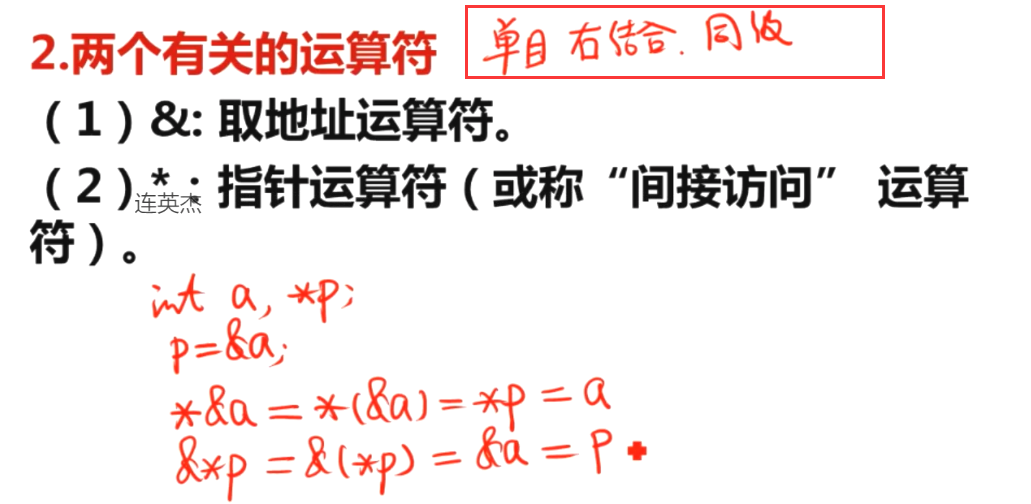 2.两个有关的运算符 单目 右结合. 同级
（1）&: 取地址运算符。
（2）*: 指针运算符（或称“间接访问” 运算
连英杰
符）。
int a, *p;
p=&a;
*&a = *(&a) = *p = a
&*p = &(*p) = &a = p